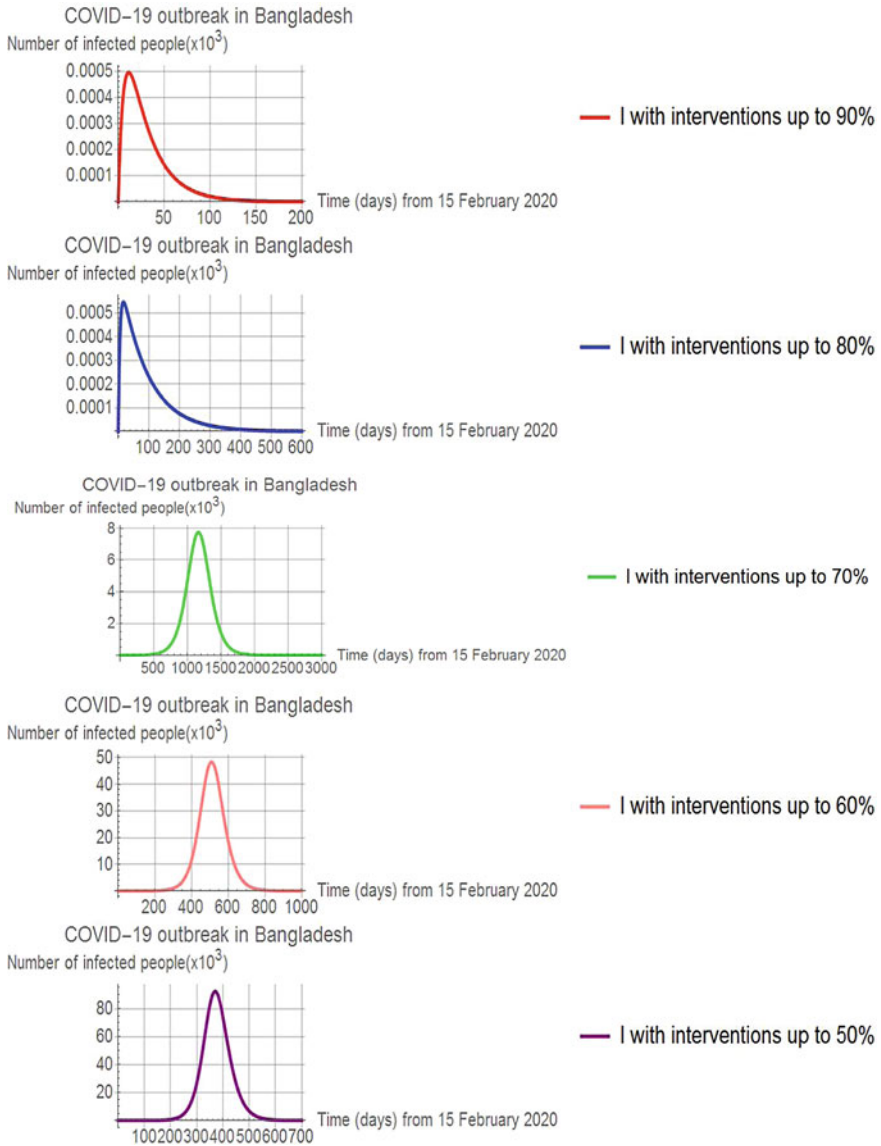 COVID–19 outbreak in Bangladesh
Number of infected people(x10³)
0.0005
0.0004
0.0003
0.0002
0.0001
50 100 150 200
Time (days) from 15 February 2020
I with interventions up to 90%
COVID–19 outbreak in Bangladesh
Number of infected people(x10³)
0.0005
0.0004
0.0003
0.0002
0.0001
100 200 300 400 500 600
Time (days) from 15 February 2020
I with interventions up to 80%
COVID–19 outbreak in Bangladesh
Number of infected people(x10³)
8
6
4
2
500 1000 1500 2000 2500 3000
Time (days) from 15 February 2020
I with interventions up to 70%
COVID–19 outbreak in Bangladesh
Number of infected people(x10³)
50
40
30
20
10
200 400 600 800 1000
Time (days) from 15 February 2020
I with interventions up to 60%
COVID–19 outbreak in Bangladesh
Number of infected people(x10³)
80
60
40
20
100 200 300 400 500 600 700
Time (days) from 15 February 2020
I with interventions up to 50%